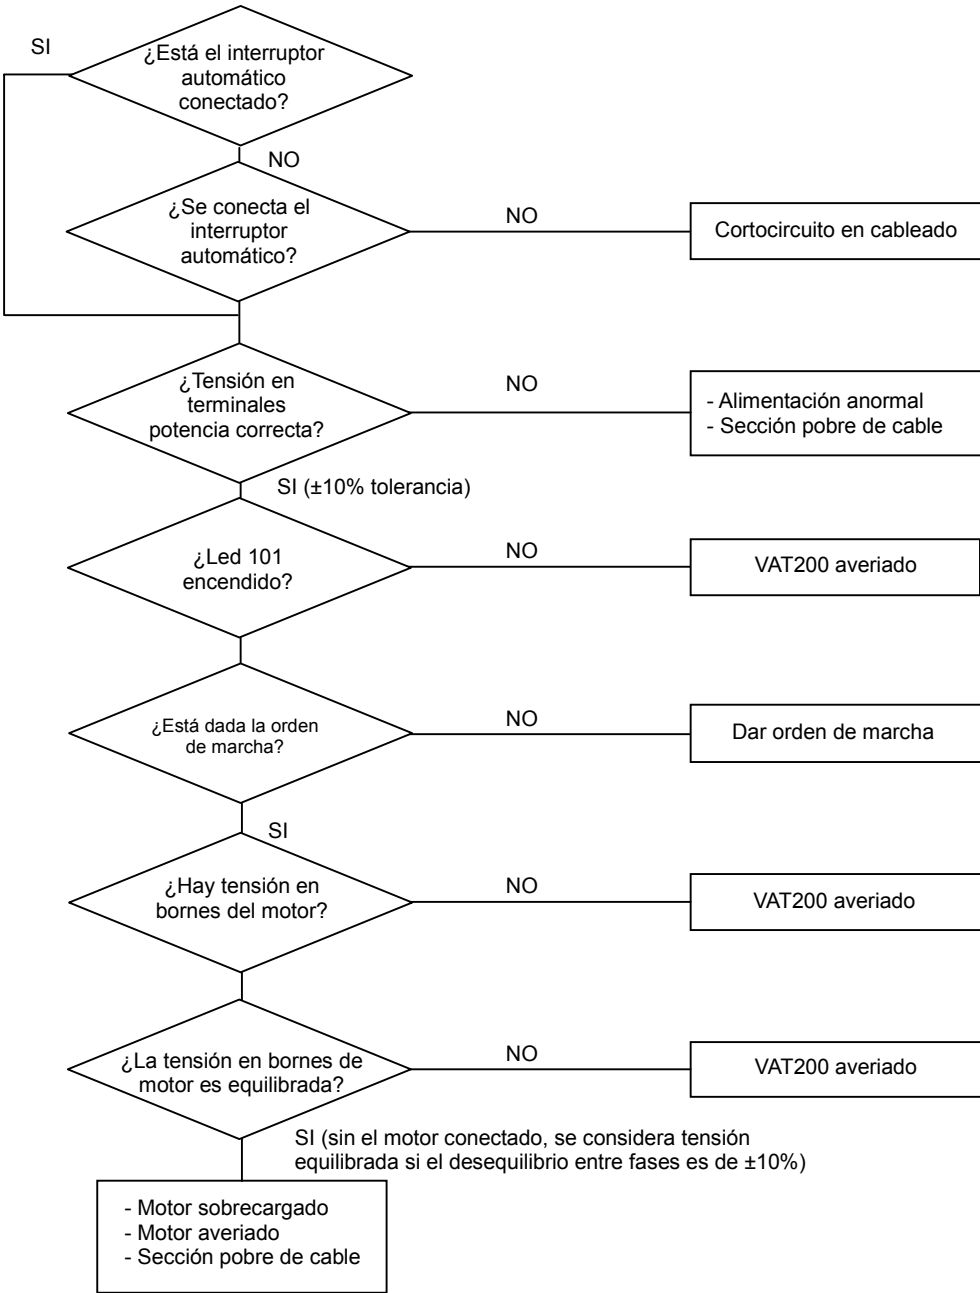 SI
¿Está el interruptor
automático
conectado?
NO
¿Se conecta el
interruptor
automático?
NO
Cortocircuito en cableado
¿Tensión en
terminales
potencia correcta?
NO
- Alimentación anormal
- Sección pobre de cable
SI (±10% tolerancia)
¿Led 101
encendido?
NO
VAT200 averiado
¿Está dada la orden
de marcha?
NO
Dar orden de marcha
SI
¿Hay tensión en
bornes del motor?
NO
VAT200 averiado
¿La tensión en bornes de
motor es equilibrada?
NO
VAT200 averiado
SI (sin el motor conectado, se considera tensión
equilibrada si el desequilibrio entre fases es de ±10%)
- Motor sobrecargado
- Motor averiado
- Sección pobre de cable